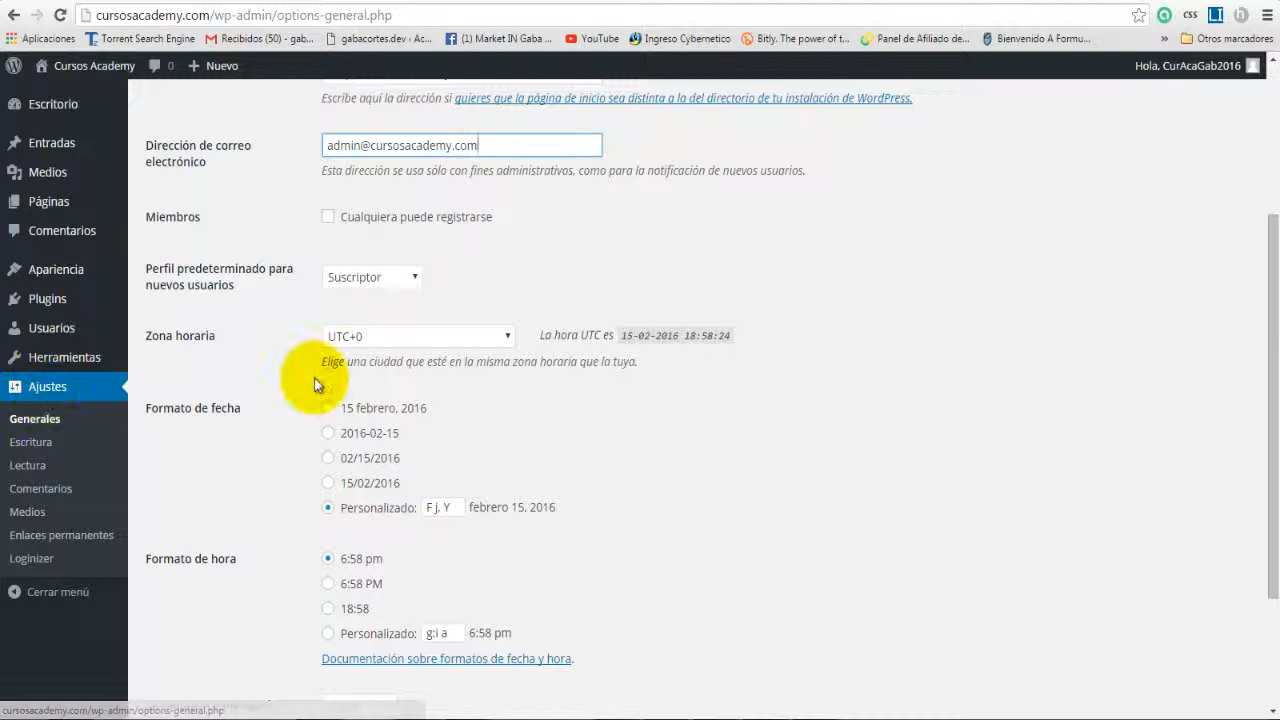 cursosacademy.com/wp-admin/options-general.php
CSS
Aplicaciones
Torrent Search Engine
Recibidos (50) - gab...
gabacortes.dev • Ac...
(1) Market IN Gaba ...
YouTube
Ingreso Cybernetico
Bitly. The power of t...
Panel de Afiliado de...
Bienvenido A Formu...
»
Otros marcadores
Cursos Academy
0
Nuevo
Hola, CurAcaGab2016
Escritorio
Entradas
Medios
Páginas
Comentarios
Apariencia
Plugins
Usuarios
Herramientas
Ajustes
Generales
Escritura
Lectura
Comentarios
Medios
Enlaces permanentes
Loginizer
Cerrar menú
Escribe aquí la dirección si quieres que la página de inicio sea distinta a la del directorio de tu instalación de WordPress.
Dirección de correo
electrónico
admin@cursosacademy.com
Esta dirección se usa sólo con fines administrativos, como para la notificación de nuevos usuarios.
Miembros
Cualquiera puede registrarse
Perfil predeterminado para
nuevos usuarios
Suscriptor
Zona horaria
UTC+0
La hora UTC es 15-02-2016 18:58:24
Elige una ciudad que esté en la misma zona horaria que la tuya.
Formato de fecha
15 febrero, 2016
2016-02-15
02/15/2016
15/02/2016
Personalizado: F j, Y febrero 15, 2016
Formato de hora
6:58 pm
6:58 PM
18:58
Personalizado: g:i a 6:58 pm
Documentación sobre formatos de fecha y hora.
cursosacademy.com/wp-admin/options-general.php